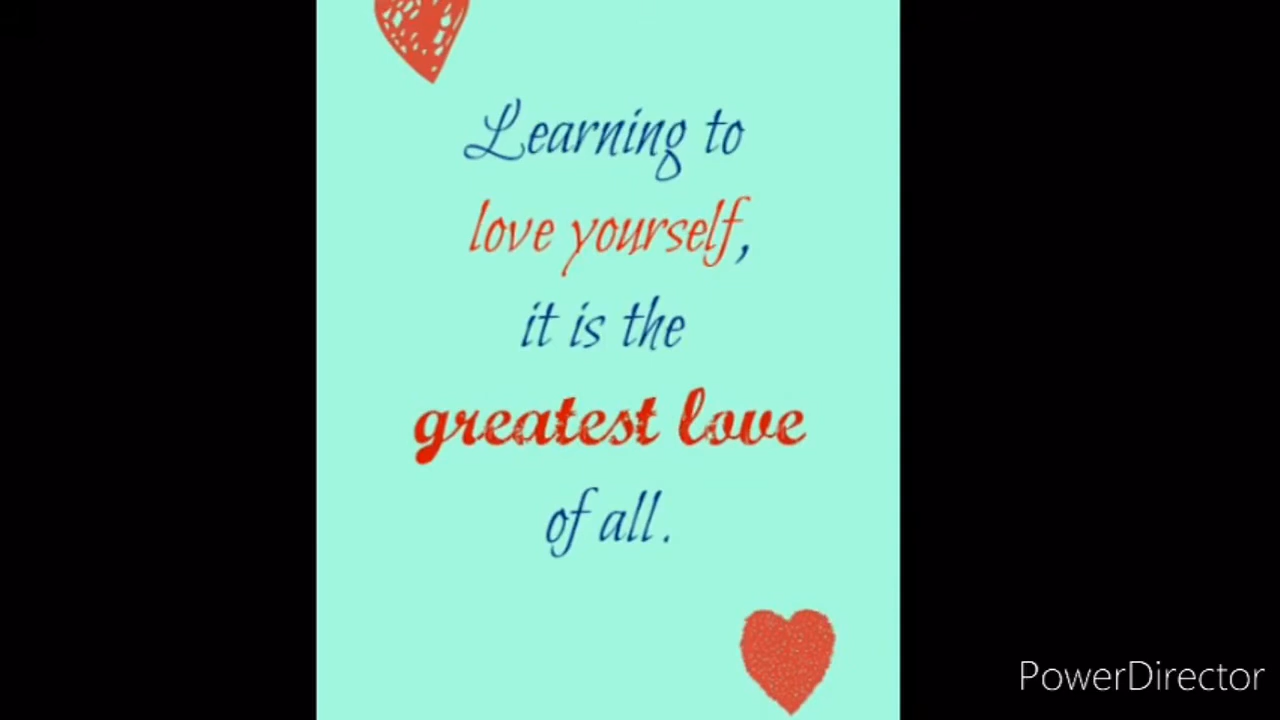 Learning to
love yourself,
it is the
greatest love
of all.
PowerDirector